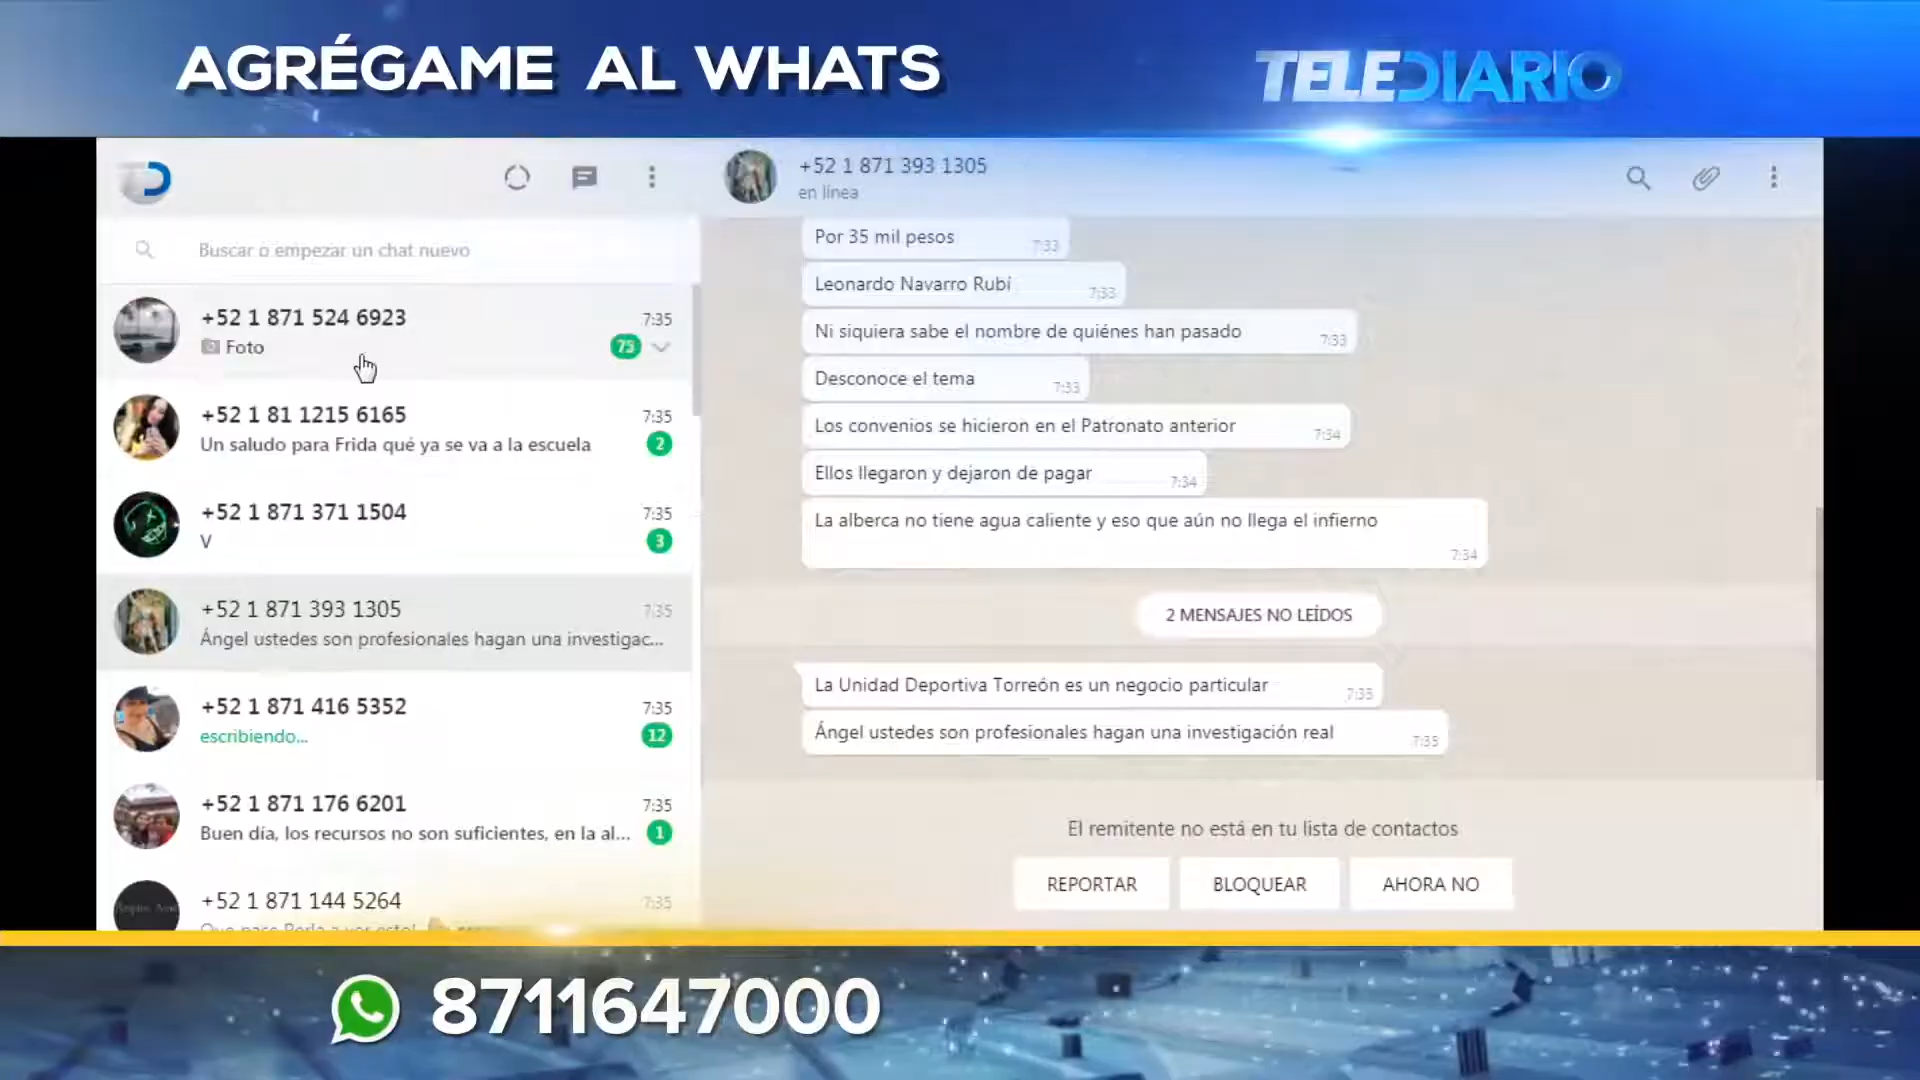 AGRÉGAME AL WHATS
TELEDIARIO
+52 1 871 393 1305
en línea
Buscar o empezar un chat nuevo
+52 1 871 524 6923
7:35
Foto
75
+52 1 81 1215 6165
7:35
Un saludo para Frida qué ya se va a la escuela
2
+52 1 871 371 1504
7:35
V
3
+52 1 871 393 1305
7:35
Ángel ustedes son profesionales hagan una investigac...
+52 1 871 416 5352
7:35
escribiendo...
12
+52 1 871 176 6201
7:35
Buen día, los recursos no son suficientes, en la al...
1
+52 1 871 144 5264
7:35
Por 35 mil pesos
7:33
Leonardo Navarro Rubí
7:33
Ni siquiera sabe el nombre de quiénes han pasado
7:33
Desconoce el tema
7:33
Los convenios se hicieron en el Patronato anterior
7:34
Ellos llegaron y dejaron de pagar
7:34
La alberca no tiene agua caliente y eso que aún no llega el infierno
7:34
2 MENSAJES NO LEÍDOS
La Unidad Deportiva Torreón es un negocio particular
7:35
Ángel ustedes son profesionales hagan una investigación real
7:35
El remitente no está en tu lista de contactos
REPORTAR
BLOQUEAR
AHORA NO
8711647000